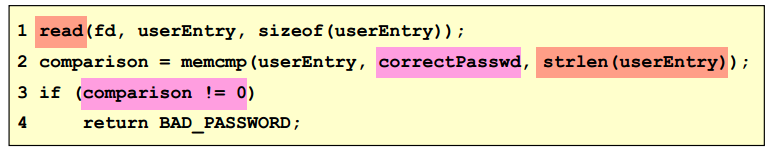 1 read(fd, userEntry, sizeof(userEntry));
2 comparison = memcmp(userEntry, correctPasswd, strlen(userEntry));
3 if (comparison != 0)
4     return BAD_PASSWORD;